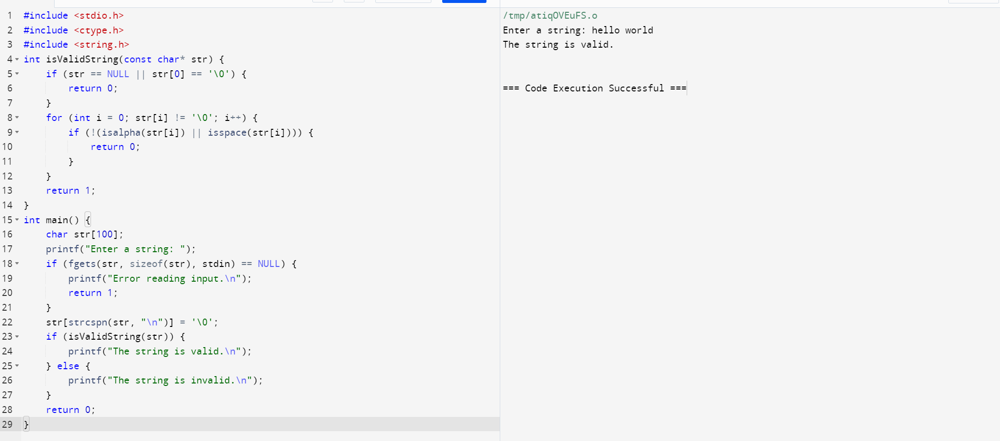 1 #include <stdio.h>
2 #include <ctype.h>
3 #include <string.h>
4 int isValidString(const char* str) {
5     if (str == NULL || str[0] == '\0') {
6         return 0;
7     }
8     for (int i = 0; str[i] != '\0'; i++) {
9         if (!(isalpha(str[i]) || isspace(str[i]))) {
10             return 0;
11         }
12     }
13     return 1;
14 }
15 int main() {
16     char str[100];
17     printf("Enter a string: ");
18     if (fgets(str, sizeof(str), stdin) == NULL) {
19         printf("Error reading input.\n");
20         return 1;
21     }
22     str[strcspn(str, "\n")] = '\0';
23     if (isValidString(str)) {
24         printf("The string is valid.\n");
25     } else {
26         printf("The string is invalid.\n");
27     }
28     return 0;
29 }
/tmp/atiqOVEuFS.o
Enter a string: hello world
The string is valid.
=== Code Execution Successful ===